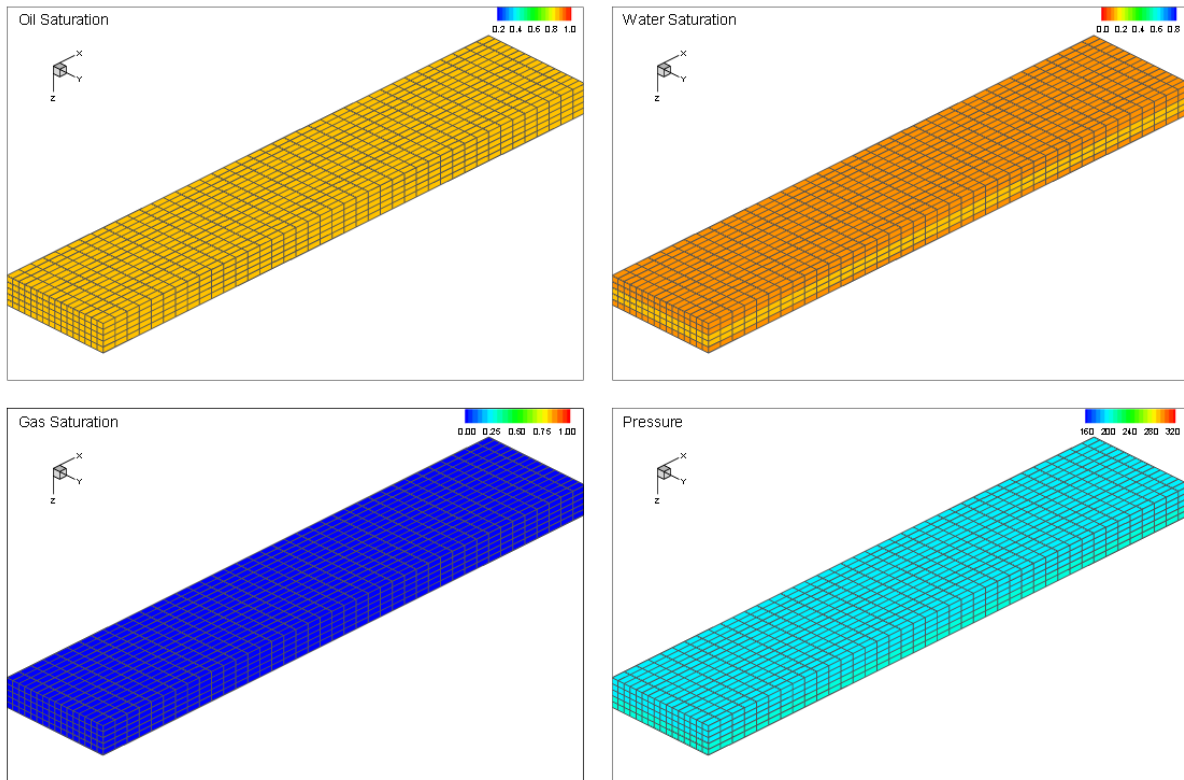 Oil Saturation
0.2 0.4 0.6 0.8 1.0
X
Y
Z
Water Saturation
0.0 0.2 0.4 0.6 0.8
X
Y
Z
Gas Saturation
0.00 0.25 0.50 0.75 1.00
X
Y
Z
Pressure
160 200 240 280 320
X
Y
Z